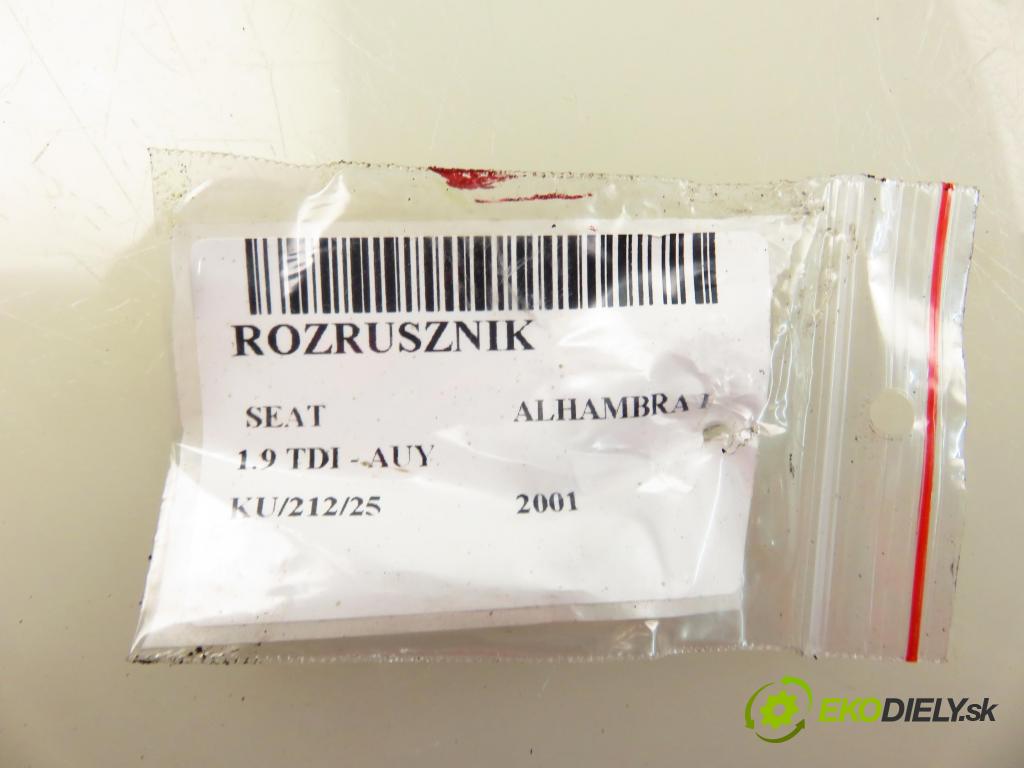 ROZRUSZNIK
SEAT ALHAMBRA I
1.9 TDI - AUY
KU/212/25 2001
EKODIELY.sk